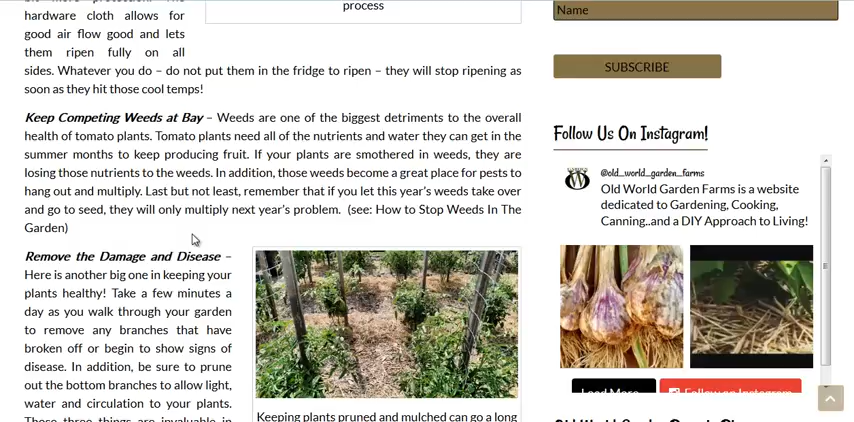 process
hardware cloth allows for
good air flow good and lets
them ripen fully on all
sides. Whatever you do – do not put them in the fridge to ripen – they will stop ripening as
soon as they hit those cool temps!
Keep Competing Weeds at Bay – Weeds are one of the biggest detriments to the overall
health of tomato plants. Tomato plants need all of the nutrients and water they can get in the
summer months to keep producing fruit. If your plants are smothered in weeds, they are
losing those nutrients to the weeds. In addition, those weeds become a great place for pests to
hang out and multiply. Last but not least, remember that if you let this year's weeds take over
and go to seed, they will only multiply next year's problem. (see: How to Stop Weeds In The
Garden)
Remove the Damage and Disease –
Here is another big one in keeping your
plants healthy! Take a few minutes a
day as you walk through your garden
to remove any branches that have
broken off or begin to show signs of
disease. In addition, be sure to prune
out the bottom branches to allow light,
water and circulation to your plants.
These three things are invaluable in
Keeping plants pruned and mulched can go a long
Name
SUBSCRIBE
Follow Us On Instagram!
@old_world_garden_farms
Old World Garden Farms is a website
dedicated to Gardening, Cooking,
Canning..and a DIY Approach to Living!
Load More...
Follow on Instagram